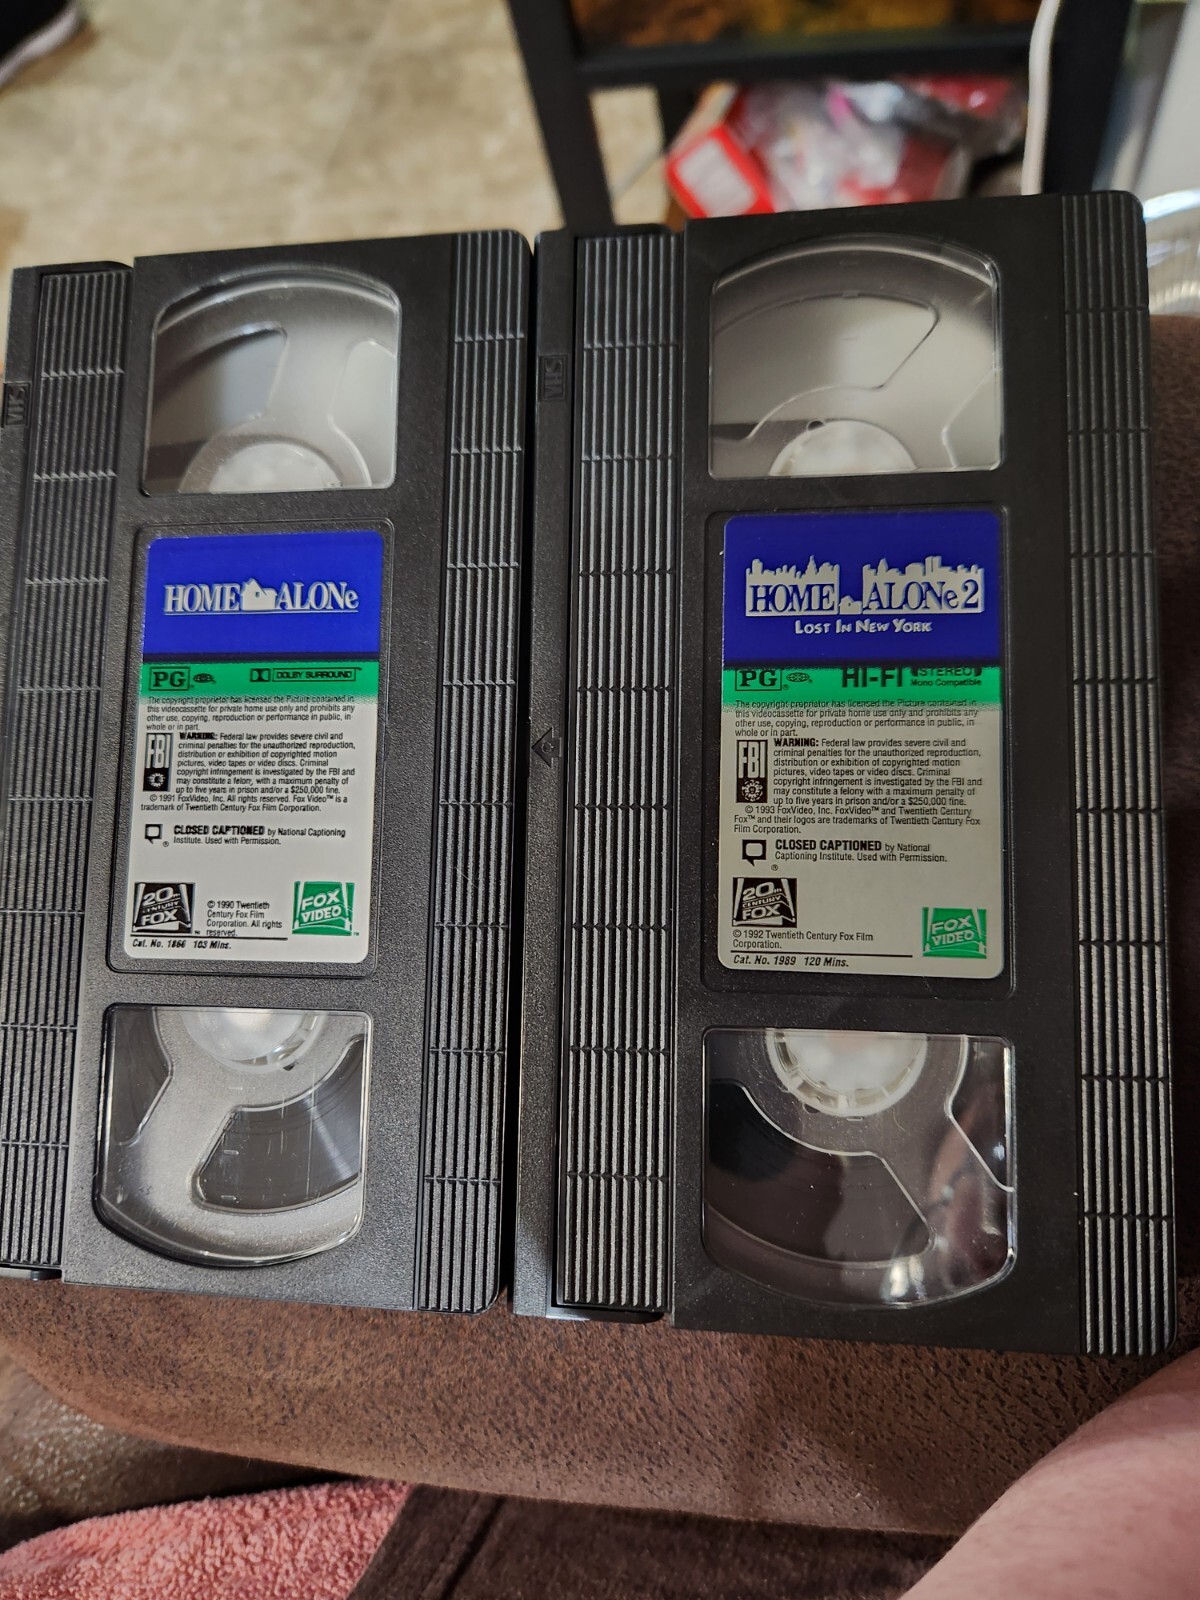 VHS
HOME ALONe
PG
DOLBY SURROUND
The copyright proprietor has licensed the Picture contained in
this videocassette for private home use only and prohibits any
other use, copying, reproduction or performance in public, in
whole or in part.
FBI
WARNING: Federal law provides severe civil and
criminal penalties for the unauthorized reproduction,
distribution or exhibition of copyrighted motion
pictures, video tapes or video discs. Criminal
copyright infringement is investigated by the FBI and
may constitute a felony, with a maximum penalty of
up to five years in prison and/or a $250,000 fine.
© 1991 FoxVideo, Inc. All rights reserved. Fox Video™ is a
trademark of Twentieth Century Fox Film Corporation.
CLOSED CAPTIONED by National Captioning
Institute. Used with Permission.
20TH
CENTURY
FOX
© 1990 Twentieth
Century Fox Film
Corporation. All rights
reserved.
FOX
VIDEO
Cat. No. 1866 103 Mins.
VHS
HOME ALONe 2
LOST IN NEW YORK
PG
HI-FI STEREO
Mono Compatible
The copyright proprietor has licensed the Picture contained in
this videocassette for private home use only and prohibits any
other use, copying, reproduction or performance in public, in
whole or in part.
FBI
WARNING: Federal law provides severe civil and
criminal penalties for the unauthorized reproduction,
distribution or exhibition of copyrighted motion
pictures, video tapes or video discs. Criminal
copyright infringement is investigated by the FBI and
may constitute a felony, with a maximum penalty of
up to five years in prison and/or a $250,000 fine.
© 1993 FoxVideo, Inc. FoxVideo™ and Twentieth Century
Fox™ and their logos are trademarks of Twentieth Century Fox
Film Corporation.
CLOSED CAPTIONED by National
Captioning Institute. Used with Permission.
20TH
CENTURY
FOX
© 1992 Twentieth Century Fox Film
Corporation.
FOX
VIDEO
Cat. No. 1989 120 Mins.